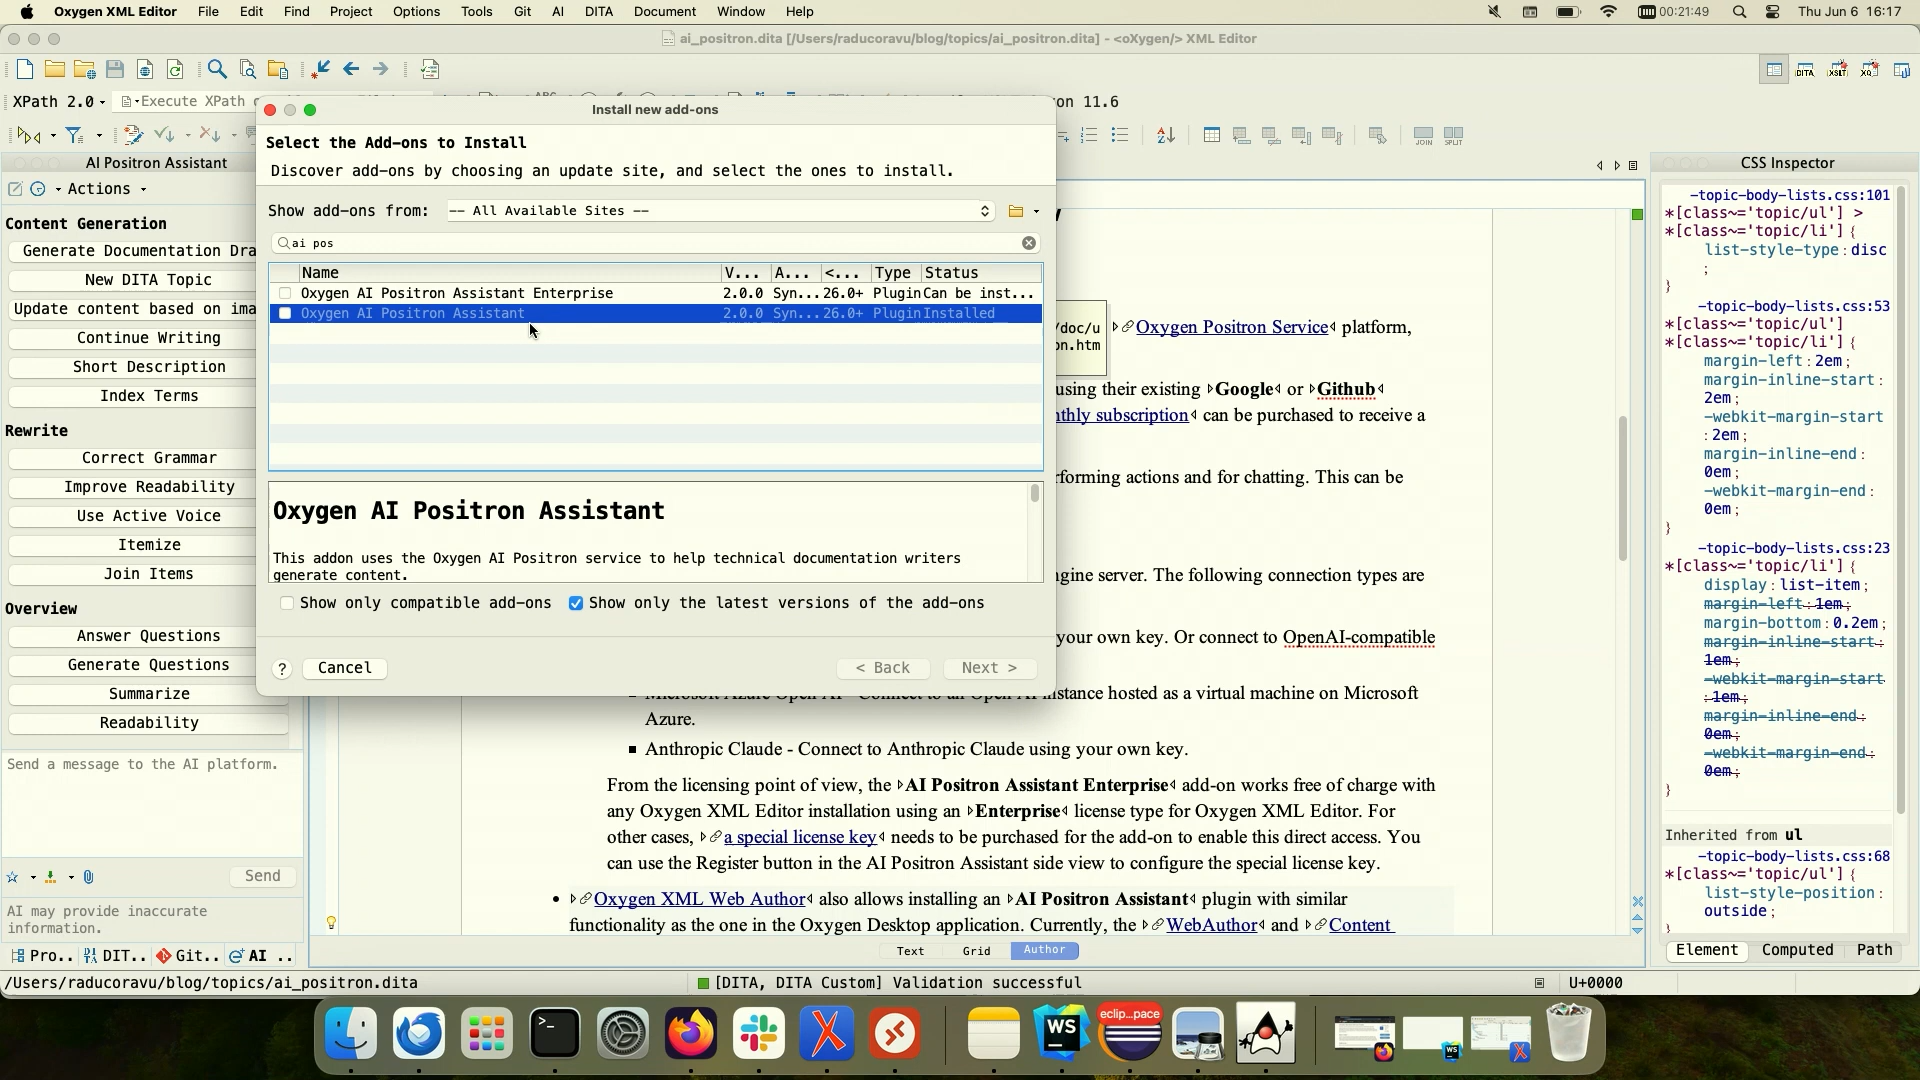 Oxygen XML Editor File Edit Find Project Options Tools Git AI DITA Document Window Help 00:21:49 Thu Jun 6 16:17
ai_positron.dita [/Users/raducoravu/blog/topics/ai_positron.dita] - <oXygen/> XML Editor
DITA XSLT XQ
XPath 2.0 Execute XPath on 11.6
JOIN SPLIT
AI Positron Assistant
Actions
Content Generation
Generate Documentation Dra
New DITA Topic
Update content based on ima
Continue Writing
Short Description
Index Terms
Rewrite
Correct Grammar
Improve Readability
Use Active Voice
Itemize
Join Items
Overview
Answer Questions
Generate Questions
Summarize
Readability
Send a message to the AI platform.
Send
AI may provide inaccurate
information.
Pro.. DIT.. Git.. AI ..
Install new add-ons
Select the Add-ons to Install
Discover add-ons by choosing an update site, and select the ones to install.
Show add-ons from: -- All Available Sites --
ai pos
Name V... A... <... Type Status
Oxygen AI Positron Assistant Enterprise 2.0.0 Syn... 26.0+ Plugin Can be inst...
Oxygen AI Positron Assistant 2.0.0 Syn... 26.0+ Plugin Installed
Oxygen AI Positron Assistant
This addon uses the Oxygen AI Positron service to help technical documentation writers
generate content.
Show only compatible add-ons Show only the latest versions of the add-ons
? Cancel < Back Next >
/doc/u
on.htm
Oxygen Positron Service platform,
using their existing Google or Github
nthly subscription can be purchased to receive a
rforming actions and for chatting. This can be
ngine server. The following connection types are
your own key. Or connect to OpenAI-compatible
Microsoft Azure Open AI - Connect to an Open AI instance hosted as a virtual machine on Microsoft
Azure.
Anthropic Claude - Connect to Anthropic Claude using your own key.
From the licensing point of view, the AI Positron Assistant Enterprise add-on works free of charge with
any Oxygen XML Editor installation using an Enterprise license type for Oxygen XML Editor. For
other cases, a special license key needs to be purchased for the add-on to enable this direct access. You
can use the Register button in the AI Positron Assistant side view to configure the special license key.
• Oxygen XML Web Author also allows installing an AI Positron Assistant plugin with similar
functionality as the one in the Oxygen Desktop application. Currently, the WebAuthor and Content
Text Grid Author
CSS Inspector
-topic-body-lists.css:101
*[class~='topic/ul'] >
*[class~='topic/li'] {
list-style-type: disc
;
}
-topic-body-lists.css:53
*[class~='topic/ul']
*[class~='topic/li'] {
margin-left: 2em;
margin-inline-start:
2em;
-webkit-margin-start
: 2em;
margin-inline-end:
0em;
-webkit-margin-end:
0em;
}
-topic-body-lists.css:23
*[class~='topic/li'] {
display: list-item;
margin-left: 1em;
margin-bottom: 0.2em;
margin-inline-start:
1em;
-webkit-margin-start
: 1em;
margin-inline-end:
0em;
-webkit-margin-end:
0em;
}
Inherited from ul
-topic-body-lists.css:68
*[class~='topic/ul'] {
list-style-position:
outside;
}
Element Computed Path
/Users/raducoravu/blog/topics/ai_positron.dita [DITA, DITA Custom] Validation successful U+0000
WS
eclip...pace
WS